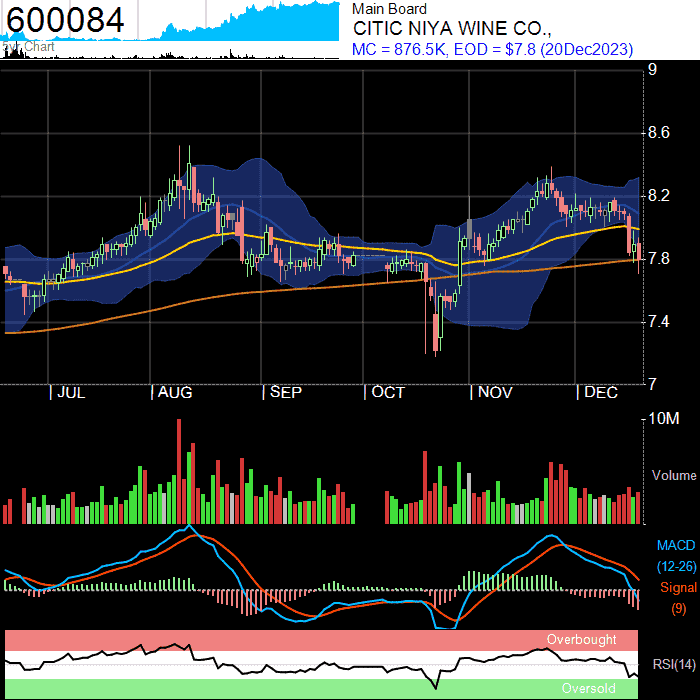 600084
5yr Chart
Main Board
CITIC NIYA WINE CO.,
MC = 876.5K, EOD = $7.8 (20Dec2023)
9
8.6
8.2
7.8
7.4
7
JUL AUG SEP OCT NOV DEC
10M
Volume
MACD
(12-26)
Signal
(9)
Overbought
RSI(14)
Oversold